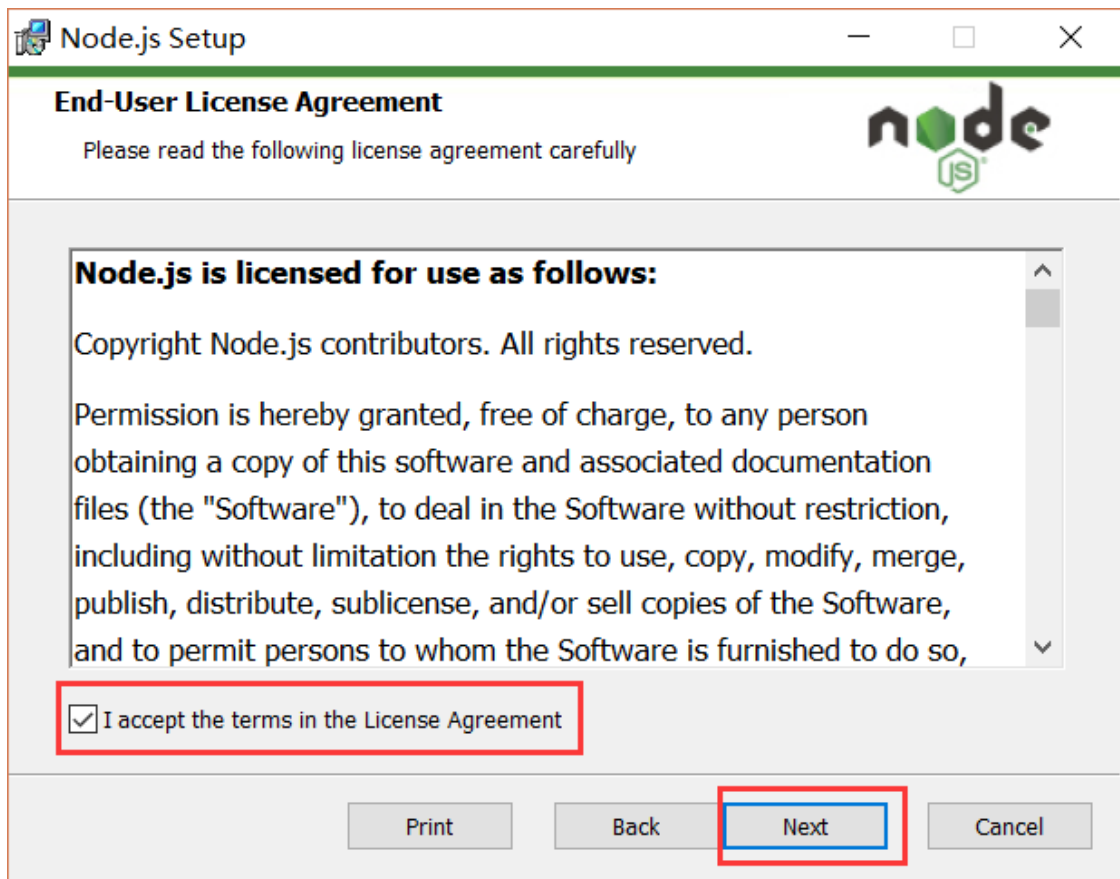 Node.js Setup
End-User License Agreement
Please read the following license agreement carefully
node
JS
Node.js is licensed for use as follows:
Copyright Node.js contributors. All rights reserved.
Permission is hereby granted, free of charge, to any person
obtaining a copy of this software and associated documentation
files (the "Software"), to deal in the Software without restriction,
including without limitation the rights to use, copy, modify, merge,
publish, distribute, sublicense, and/or sell copies of the Software,
and to permit persons to whom the Software is furnished to do so,
I accept the terms in the License Agreement
Print Back Next Cancel